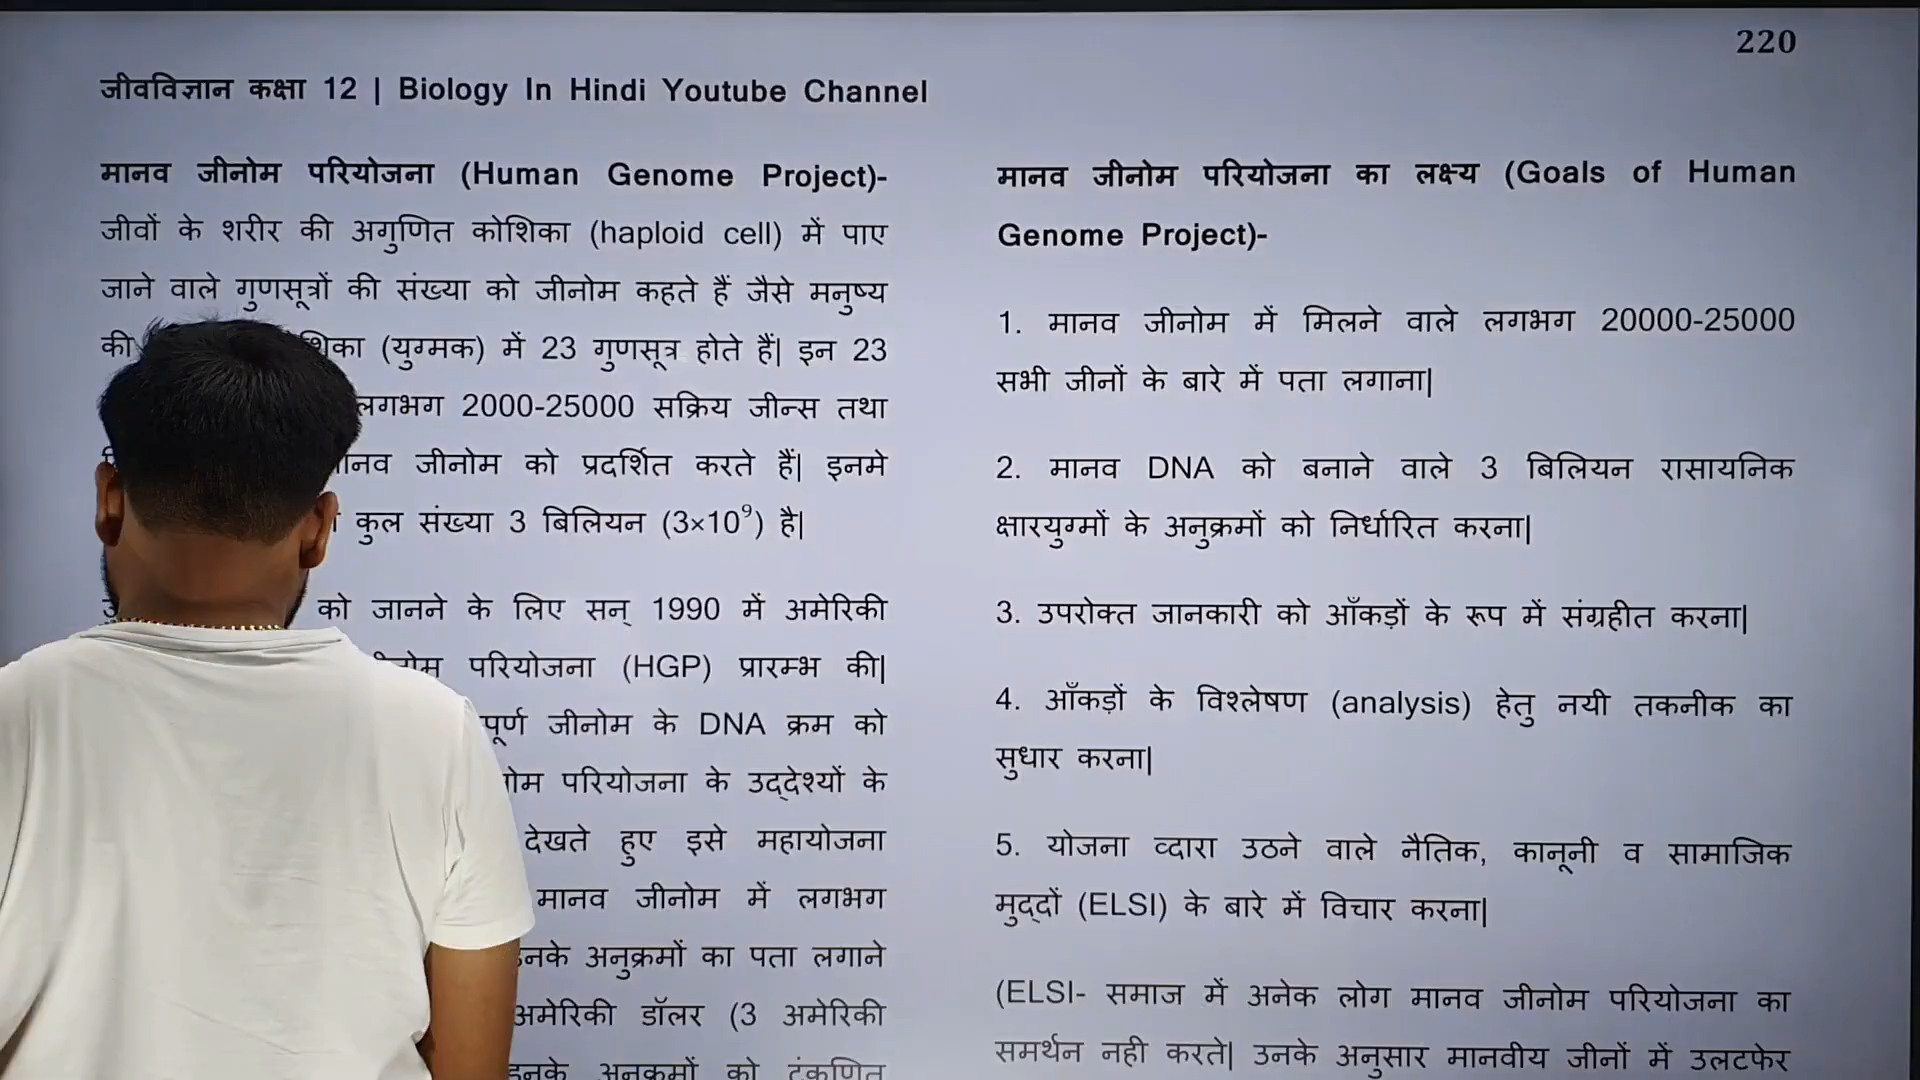 220
जीवविज्ञान कक्षा 12 | Biology In Hindi Youtube Channel
मानव जीनोम परियोजना (Human Genome Project)-
जीवों के शरीर की अगुणित कोशिका (haploid cell) में पाए
जाने वाले गुणसूत्रों की संख्या को जीनोम कहते हैं जैसे मनुष्य
की (युग्मक) में 23 गुणसूत्र होते हैं| इन 23
लगभग 2000-25000 सक्रिय जीन्स तथा
जीनोम को प्रदर्शित करते हैं| इनमे
कुल संख्या 3 बिलियन (3×10⁹) है|
को जानने के लिए सन् 1990 में अमेरिकी
परियोजना (HGP) प्रारम्भ की|
जीनोम के DNA क्रम को
परियोजना के उद्देश्यों के
देखते हुए इसे महायोजना
मानव जीनोम में लगभग
अनुक्रमों का पता लगाने
अमेरिकी डॉलर (3 अमेरिकी
इनके अनुक्रमों को टंकणित
मानव जीनोम परियोजना का लक्ष्य (Goals of Human
Genome Project)-
1. मानव जीनोम में मिलने वाले लगभग 20000-25000
सभी जीनों के बारे में पता लगाना|
2. मानव DNA को बनाने वाले 3 बिलियन रासायनिक
क्षारयुग्मों के अनुक्रमों को निर्धारित करना|
3. उपरोक्त जानकारी को आँकड़ों के रूप में संग्रहीत करना|
4. आँकड़ों के विश्लेषण (analysis) हेतु नयी तकनीक का
सुधार करना|
5. योजना व्दारा उठने वाले नैतिक, कानूनी व सामाजिक
मुद्दों (ELSI) के बारे में विचार करना|
(ELSI- समाज में अनेक लोग मानव जीनोम परियोजना का
समर्थन नही करते| उनके अनुसार मानवीय जीनों में उलटफेर